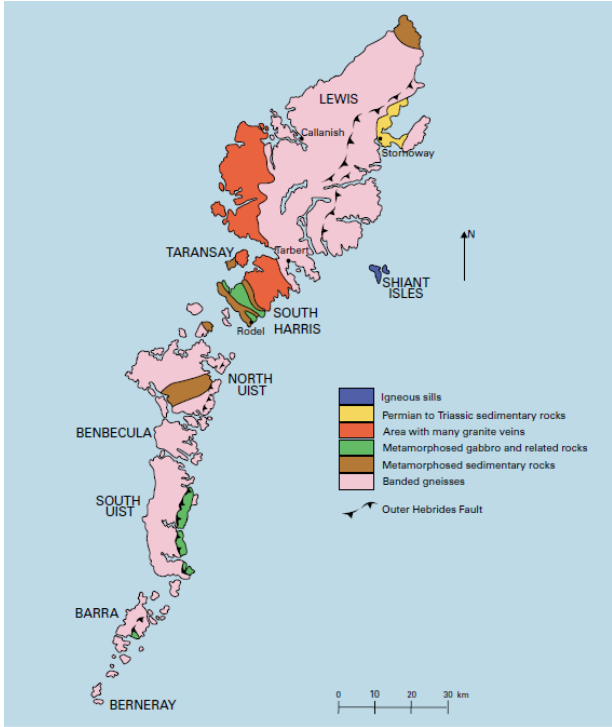 LEWIS
Callanish
Stornoway
N
TARANSAY
Tarbert
SHIANT
ISLES
SOUTH
HARRIS
Rodel
NORTH
UIST
BENBECULA
SOUTH
UIST
BARRA
BERNERAY
Igneous sills
Permian to Triassic sedimentary rocks
Area with many granite veins
Metamorphosed gabbro and related rocks
Metamorphosed sedimentary rocks
Banded gneisses
Outer Hebrides Fault
0 10 20 30 km